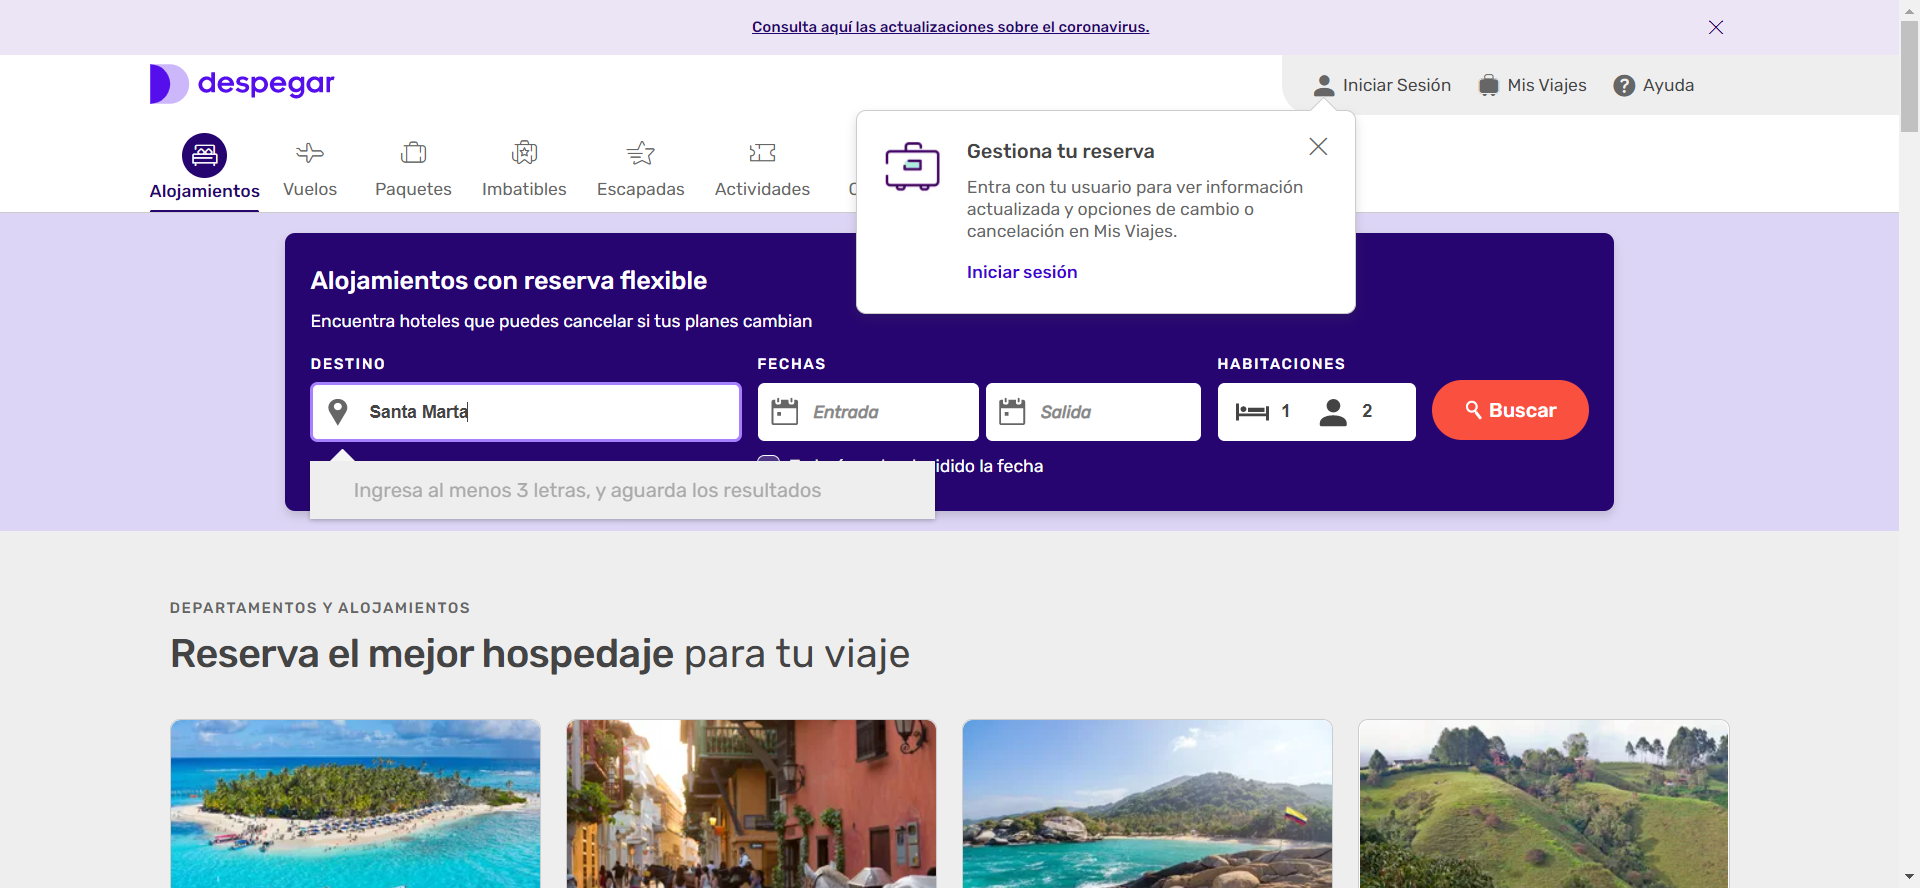 Consulta aquí las actualizaciones sobre el coronavirus.
despegar
Iniciar Sesión
Mis Viajes
Ayuda
Alojamientos
Vuelos
Paquetes
Imbatibles
Escapadas
Actividades
Gestiona tu reserva
Entra con tu usuario para ver información
actualizada y opciones de cambio o
cancelación en Mis Viajes.
Iniciar sesión
Alojamientos con reserva flexible
Encuentra hoteles que puedes cancelar si tus planes cambian
DESTINO
FECHAS
HABITACIONES
Santa Marta
Entrada
Salida
1
2
Buscar
la fecha
Ingresa al menos 3 letras, y aguarda los resultados
DEPARTAMENTOS Y ALOJAMIENTOS
Reserva el mejor hospedaje para tu viaje